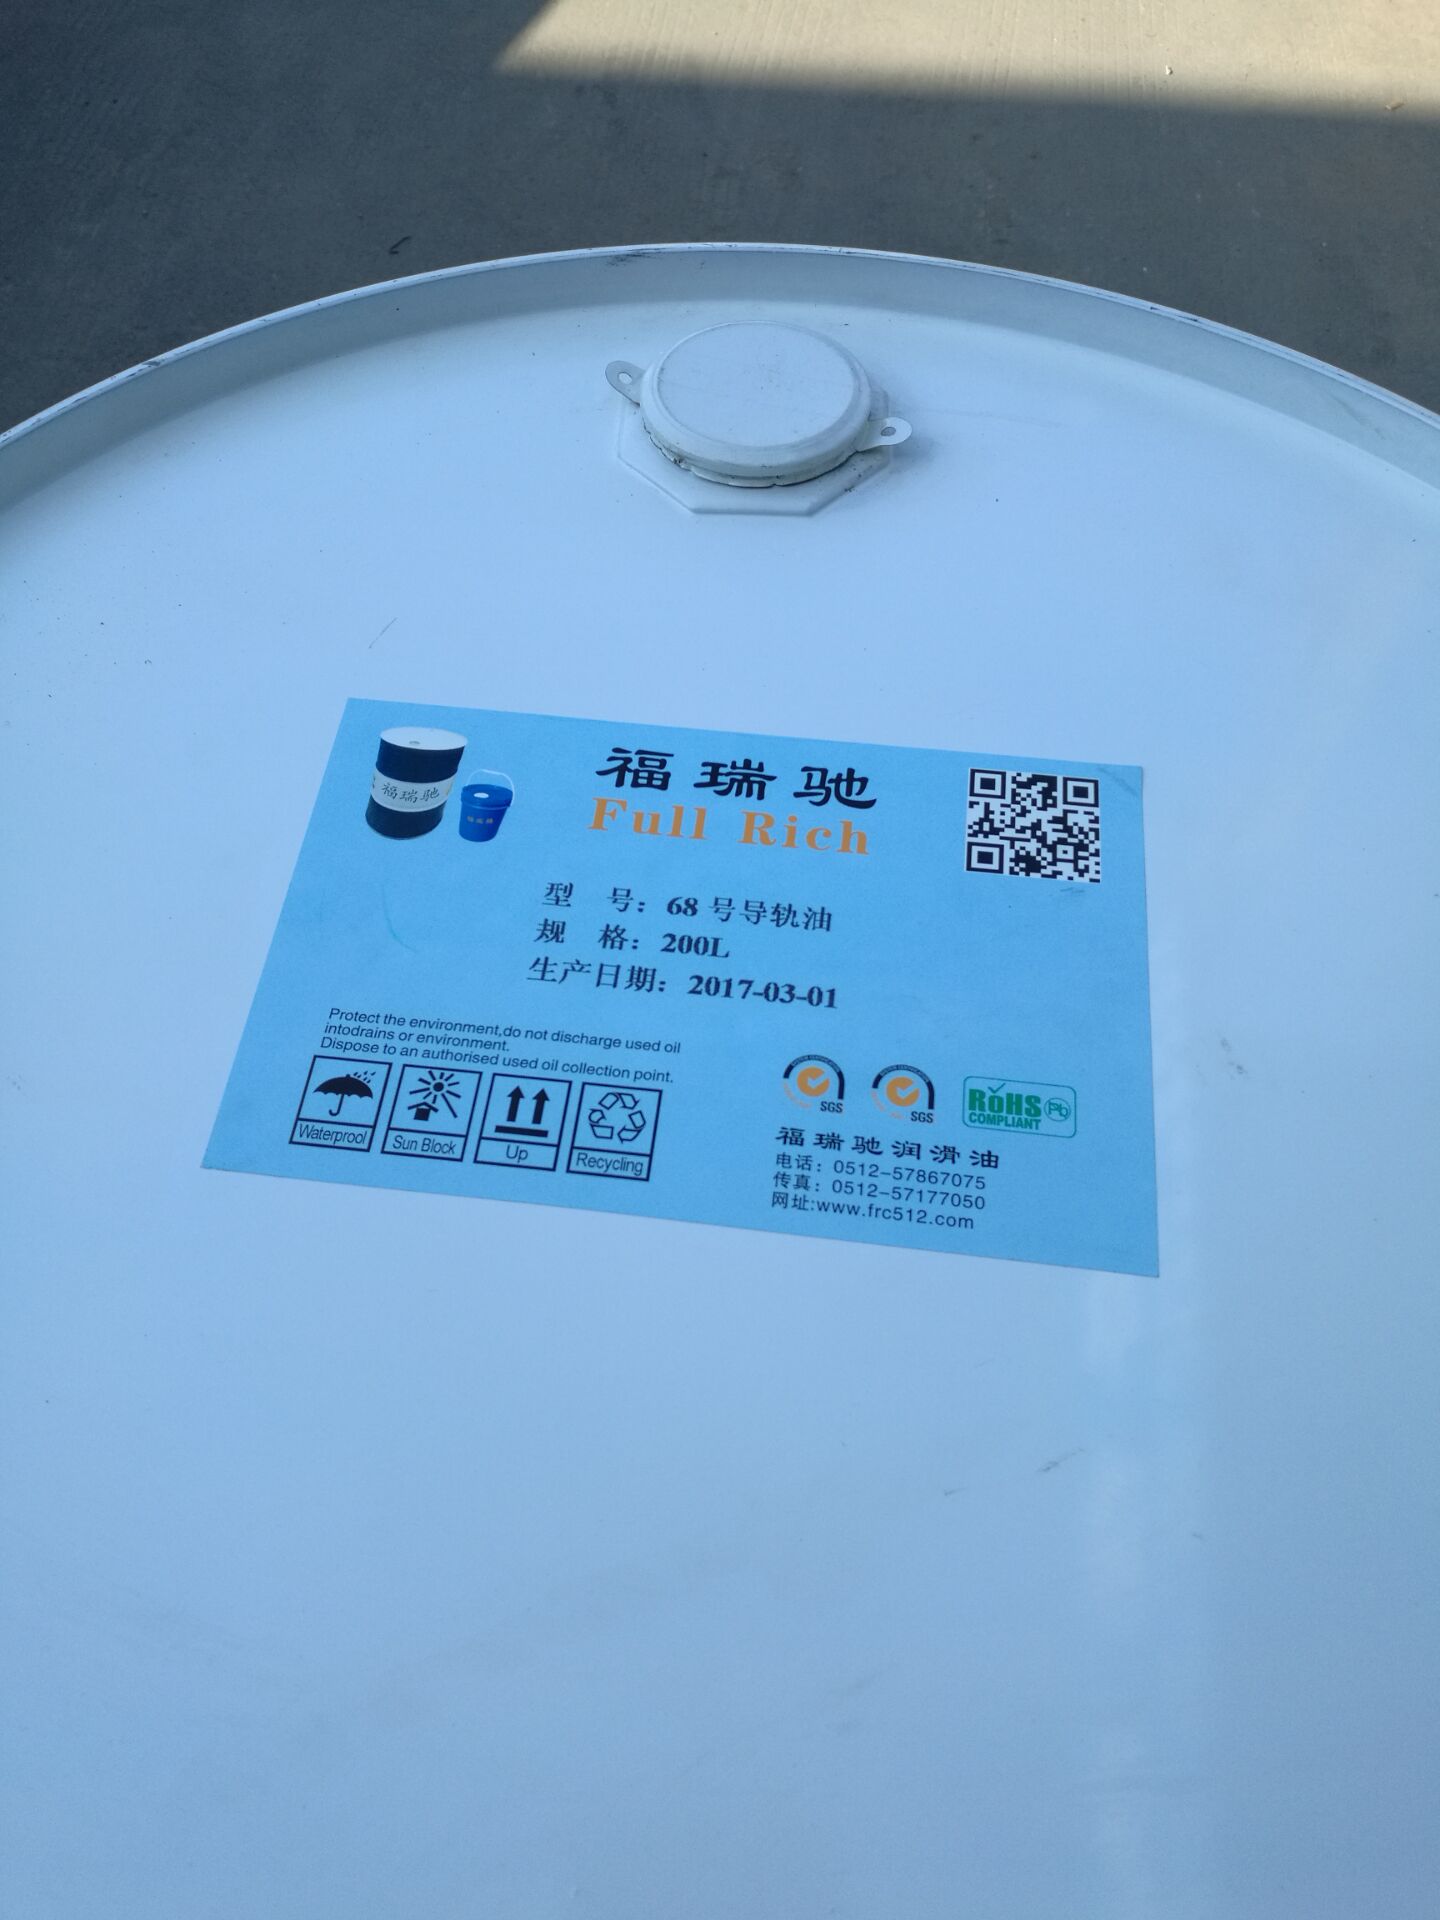 福瑞驰
福瑞驰
Full Rich
型 号：68 号导轨油
规 格：200L
生产日期：2017-03-01
Protect the environment,do not discharge used oil
intodrains or environment.
Dispose to an authorised used oil collection point.
Waterproof
Sun Block
Up
Recycling
SGS
SGS
RoHS
COMPLIANT
Pb
福瑞驰润滑油
电话：0512-57867075
传真：0512-57177050
网址:www.frc512.com